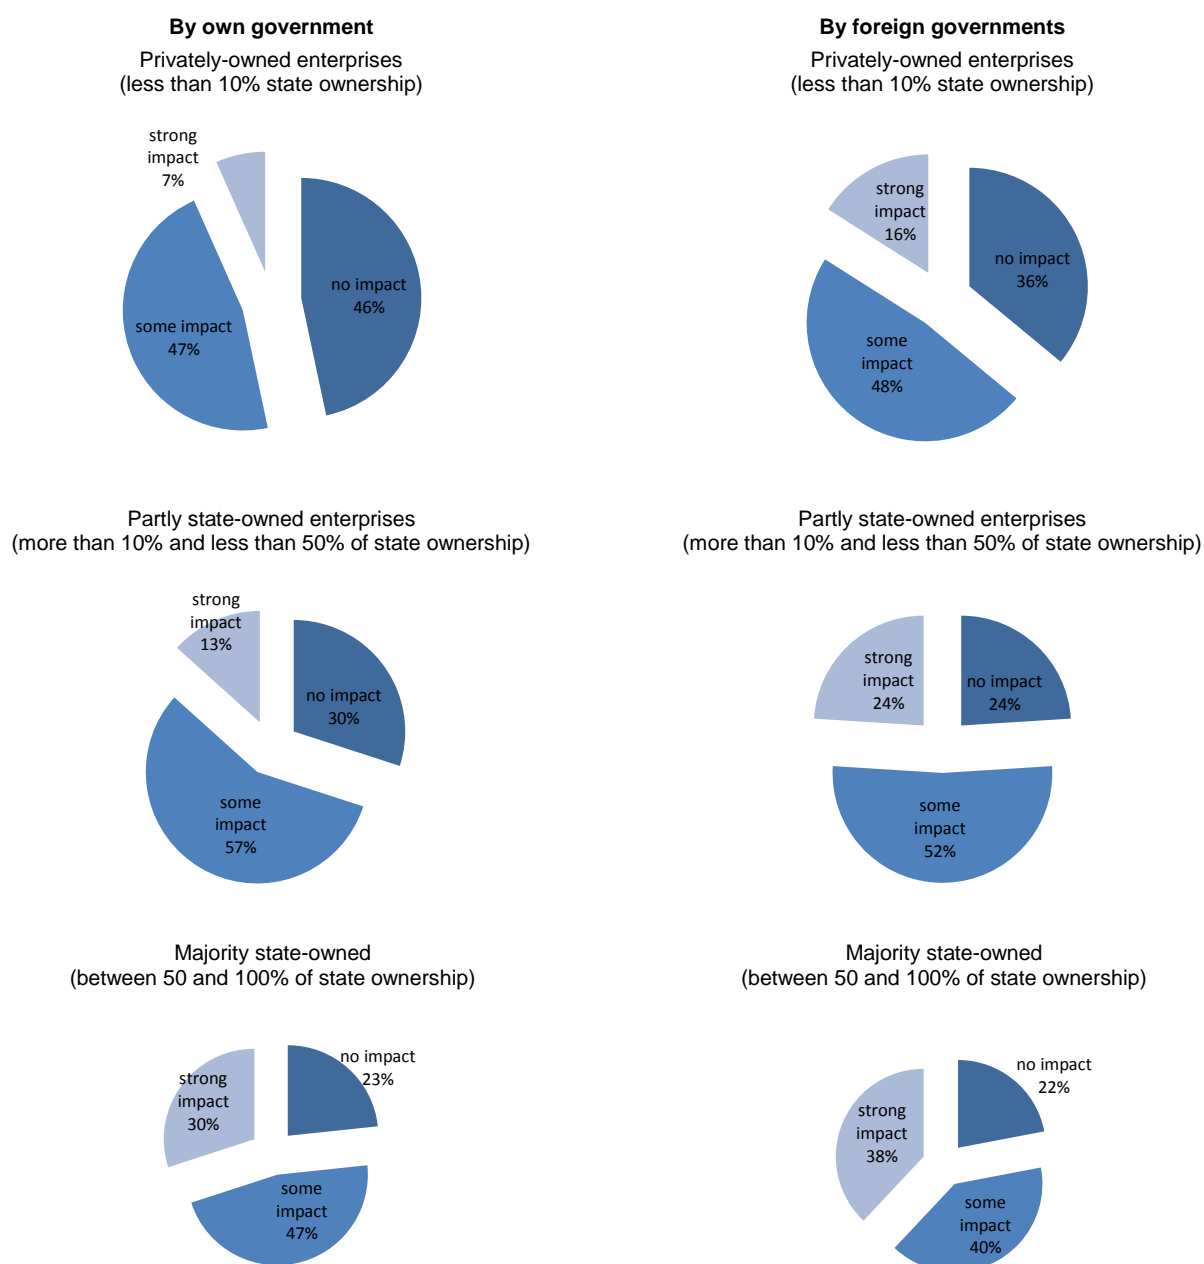 By own government
Privately-owned enterprises
(less than 10% state ownership)
strong
impact
7%
no impact
46%
some impact
47%
By foreign governments
Privately-owned enterprises
(less than 10% state ownership)
strong
impact
16%
no impact
36%
some
impact
48%
Partly state-owned enterprises
(more than 10% and less than 50% of state ownership)
strong
impact
13%
no impact
30%
some
impact
57%
Partly state-owned enterprises
(more than 10% and less than 50% of state ownership)
strong
impact
24%
no impact
24%
some
impact
52%
Majority state-owned
(between 50 and 100% of state ownership)
no impact
23%
strong
impact
30%
some
impact
47%
Majority state-owned
(between 50 and 100% of state ownership)
no impact
22%
strong
impact
38%
some
impact
40%